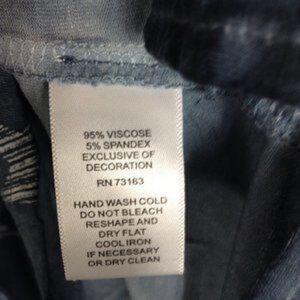 95% VISCOSE
5% SPANDEX
EXCLUSIVE OF
DECORATION
RN 73163
HAND WASH COLD
DO NOT BLEACH
RESHAPE AND
DRY FLAT
COOL IRON
IF NECESSARY
OR DRY CLEAN